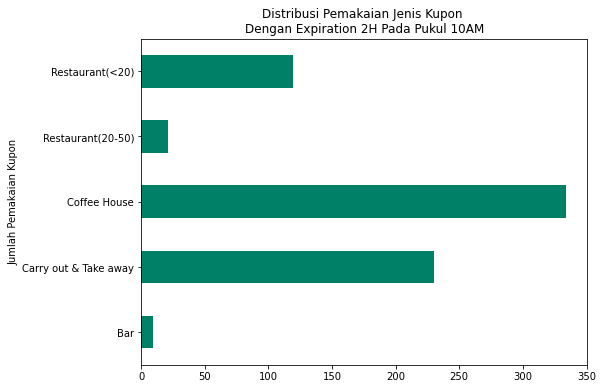 Distribusi Pemakaian Jenis Kupon
Dengan Expiration 2H Pada Pukul 10AM
Jumlah Pemakaian Kupon
Restaurant(<20)
Restaurant(20-50)
Coffee House
Carry out & Take away
Bar
0 50 100 150 200 250 300 350